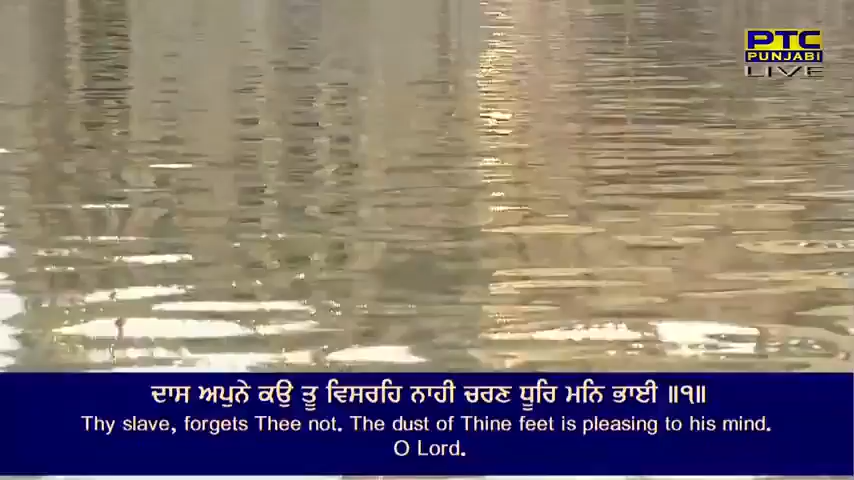 PTC
PUNJABI
LIVE
ਦਾਸ ਅਪੁਨੇ ਕਉ ਤੂ ਵਿਸਰਹਿ ਨਾਹੀ ਚਰਣ ਧੂਰਿ ਮਨਿ ਭਾਈ ॥੧॥
Thy slave, forgets Thee not. The dust of Thine feet is pleasing to his mind.
O Lord.